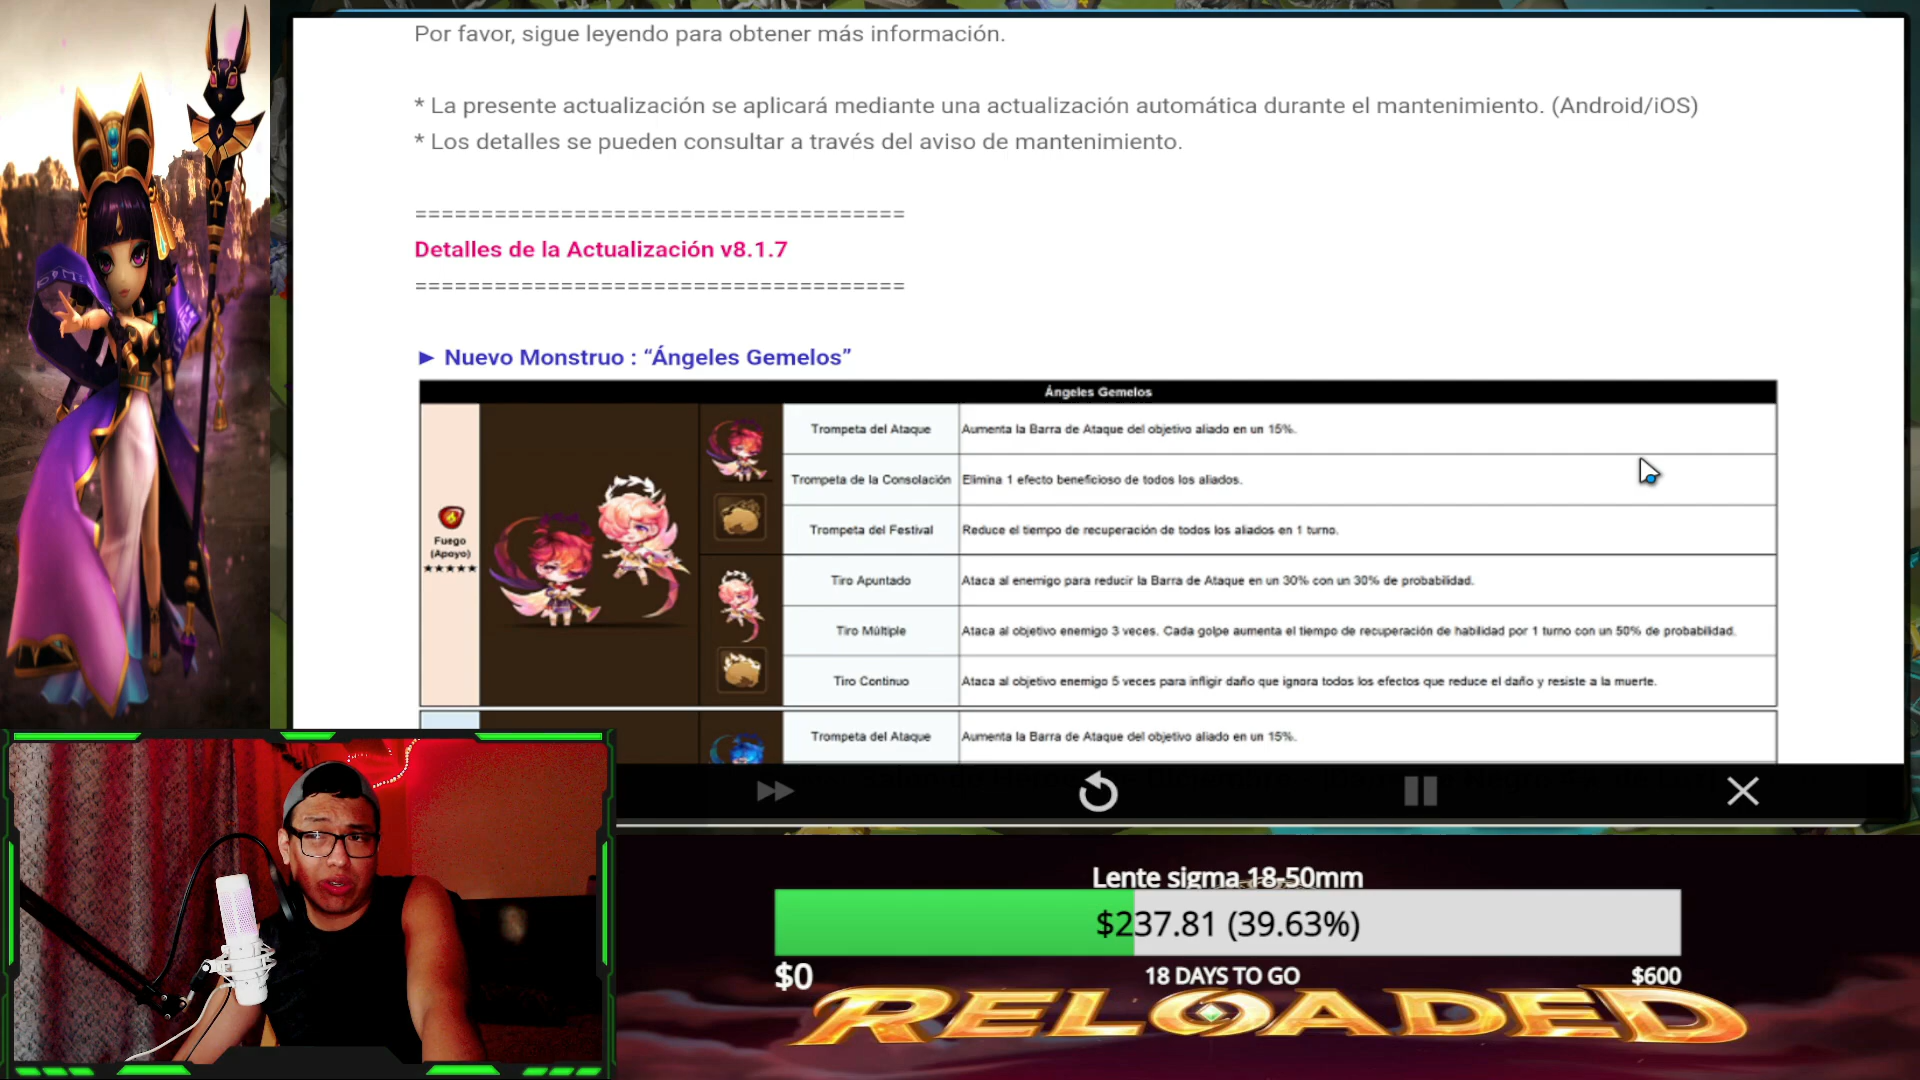 Por favor, sigue leyendo para obtener más información.
* La presente actualización se aplicará mediante una actualización automática durante el mantenimiento. (Android/iOS)
* Los detalles se pueden consultar a través del aviso de mantenimiento.
=====================================
Detalles de la Actualización v8.1.7
=====================================
► Nuevo Monstruo : “Ángeles Gemelos”
Ángeles Gemelos
Fuego
(Apoyo)
★★★★★
Trompeta del Ataque Aumenta la Barra de Ataque del objetivo aliado en un 15%.
Trompeta de la Consolación Elimina 1 efecto beneficioso de todos los aliados.
Trompeta del Festival Reduce el tiempo de recuperación de todos los aliados en 1 turno.
Tiro Apuntado Ataca al enemigo para reducir la Barra de Ataque en un 30% con un 30% de probabilidad.
Tiro Múltiple Ataca al objetivo enemigo 3 veces. Cada golpe aumenta el tiempo de recuperación de habilidad por 1 turno con un 50% de probabilidad.
Tiro Continuo Ataca al objetivo enemigo 5 veces para infligir daño que ignora todos los efectos que reduce el daño y resiste a la muerte.
Trompeta del Ataque Aumenta la Barra de Ataque del objetivo aliado en un 15%.
Lente sigma 18-50mm
$237.81 (39.63%)
$0 18 DAYS TO GO $600
RELOADED